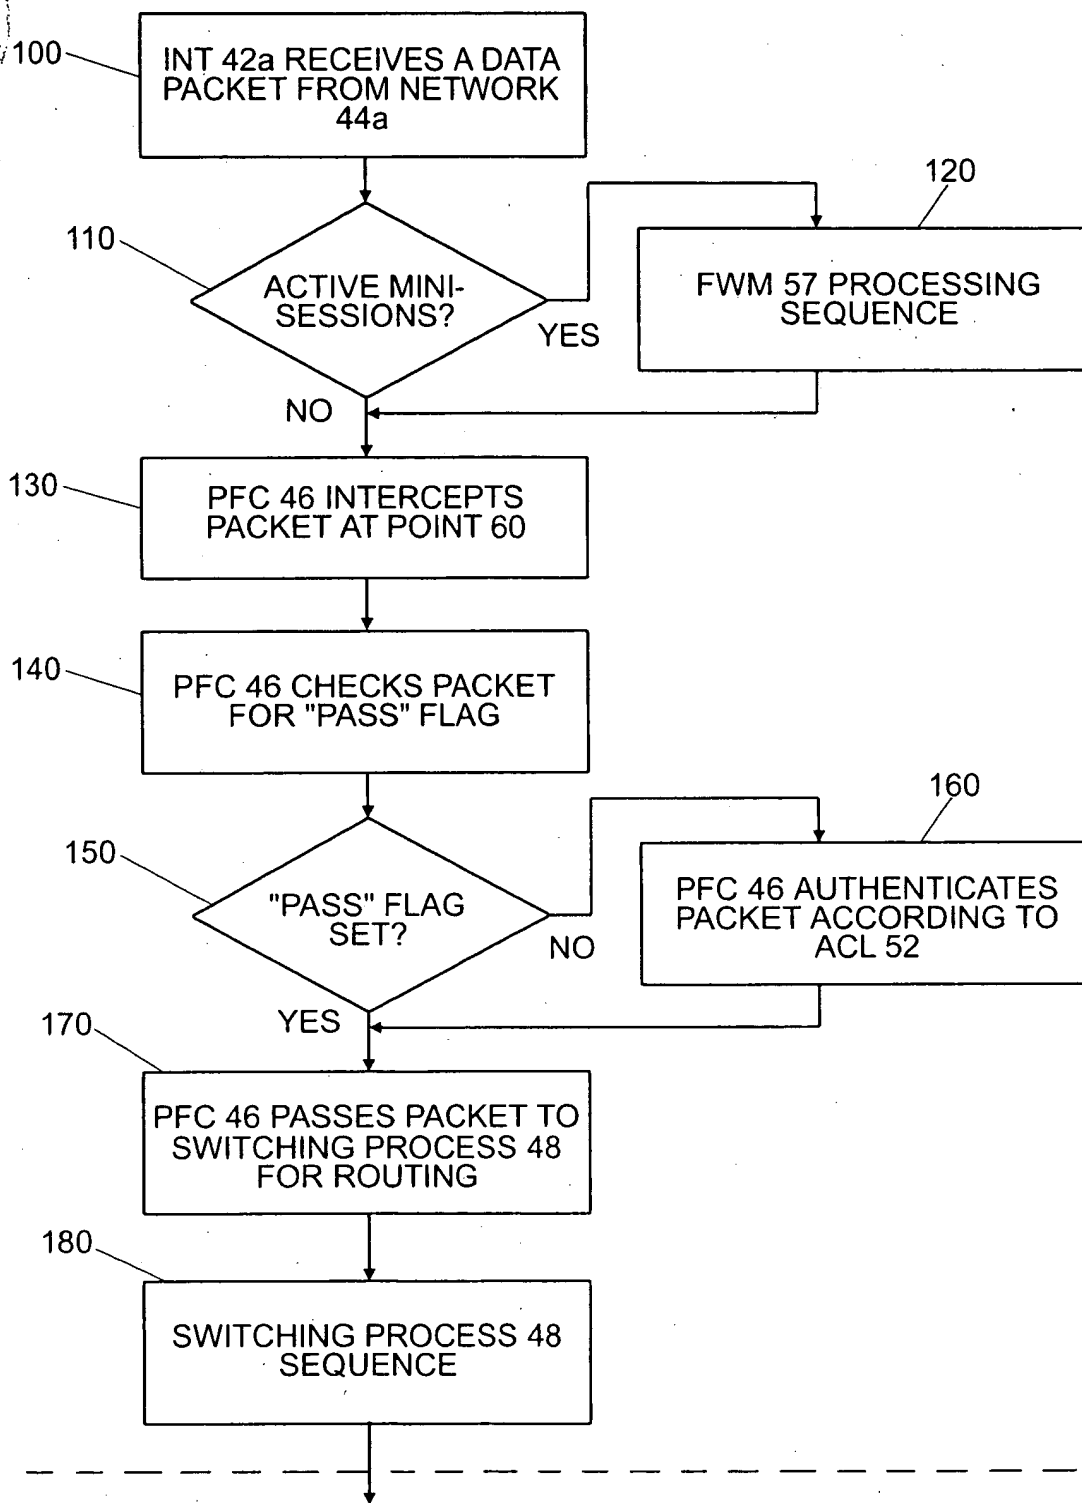 100
INT 42a RECEIVES A DATA
PACKET FROM NETWORK
44a
110
ACTIVE MINI-
SESSIONS?
YES
NO
120
FWM 57 PROCESSING
SEQUENCE
130
PFC 46 INTERCEPTS
PACKET AT POINT 60
140
PFC 46 CHECKS PACKET
FOR "PASS" FLAG
150
"PASS" FLAG
SET?
NO
YES
160
PFC 46 AUTHENTICATES
PACKET ACCORDING TO
ACL 52
170
PFC 46 PASSES PACKET TO
SWITCHING PROCESS 48
FOR ROUTING
180
SWITCHING PROCESS 48
SEQUENCE